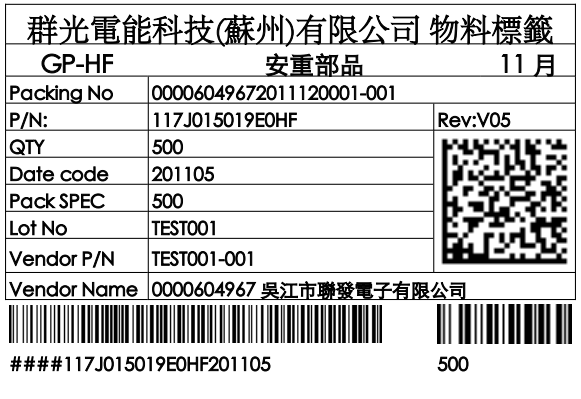 群光電能科技(蘇州)有限公司 物料標籤
GP-HF 安重部品 11 月
Packing No 00006049672011120001-001
P/N: 117J015019E0HF Rev:V05
QTY 500
Date code 201105
Pack SPEC 500
Lot No TEST001
Vendor P/N TEST001-001
Vendor Name 0000604967 吳江市聯發電子有限公司
####117J015019E0HF201105 500